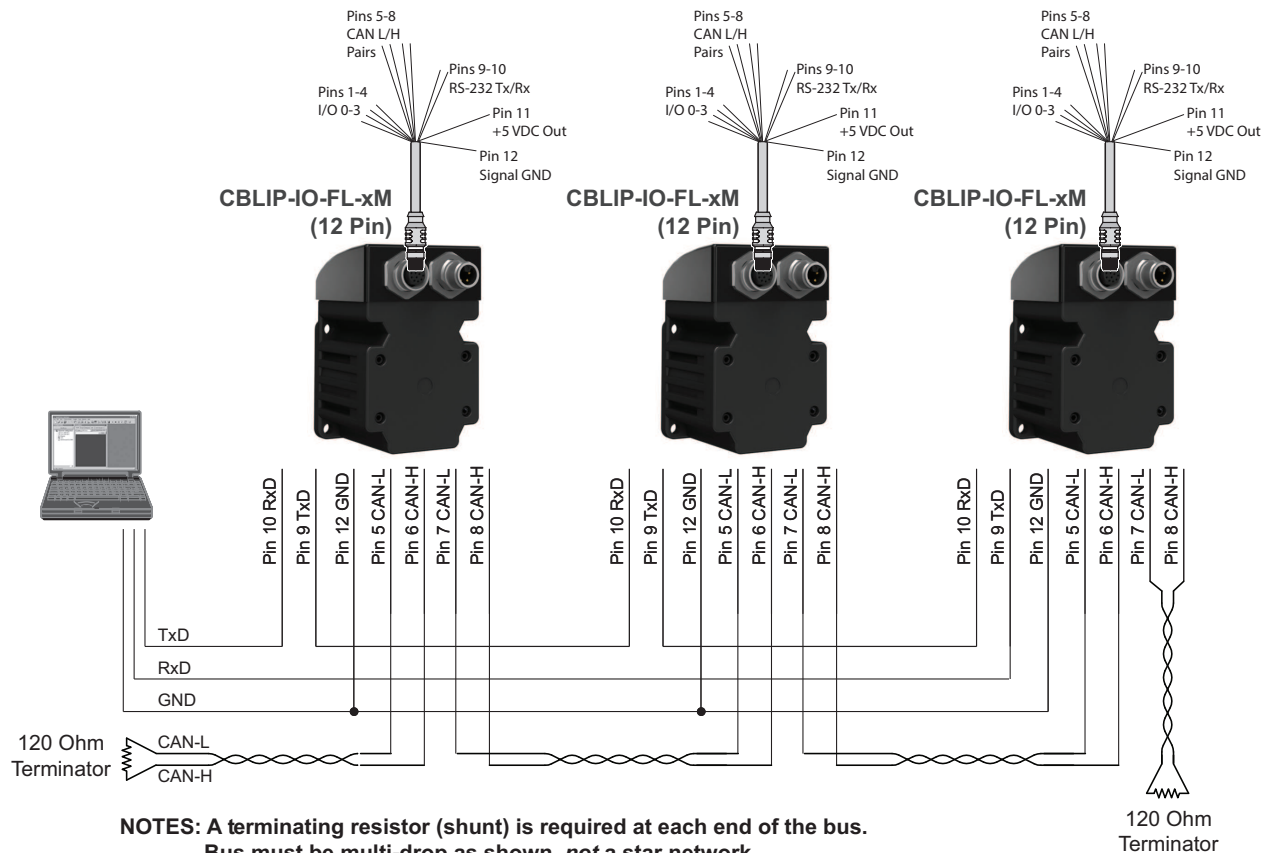 Pins 5-8
CAN L/H
Pairs
Pins 9-10
RS-232 Tx/Rx
Pins 1-4
I/O 0-3
Pin 11
+5 VDC Out
Pin 12
Signal GND
CBLIP-IO-FL-xM
(12 Pin)
Pins 5-8
CAN L/H
Pairs
Pins 9-10
RS-232 Tx/Rx
Pins 1-4
I/O 0-3
Pin 11
+5 VDC Out
Pin 12
Signal GND
CBLIP-IO-FL-xM
(12 Pin)
Pins 5-8
CAN L/H
Pairs
Pins 9-10
RS-232 Tx/Rx
Pins 1-4
I/O 0-3
Pin 11
+5 VDC Out
Pin 12
Signal GND
CBLIP-IO-FL-xM
(12 Pin)
Pin 10 RxD
Pin 9 TxD
Pin 12 GND
Pin 5 CAN-L
Pin 6 CAN-H
Pin 7 CAN-L
Pin 8 CAN-H
Pin 10 RxD
Pin 9 TxD
Pin 12 GND
Pin 5 CAN-L
Pin 6 CAN-H
Pin 7 CAN-L
Pin 8 CAN-H
Pin 10 RxD
Pin 9 TxD
Pin 12 GND
Pin 5 CAN-L
Pin 6 CAN-H
Pin 7 CAN-L
Pin 8 CAN-H
TxD
RxD
GND
120 Ohm
Terminator
CAN-L
CAN-H
120 Ohm
Terminator
NOTES: A terminating resistor (shunt) is required at each end of the bus.
Bus must be multi-drop as shown, not a star network